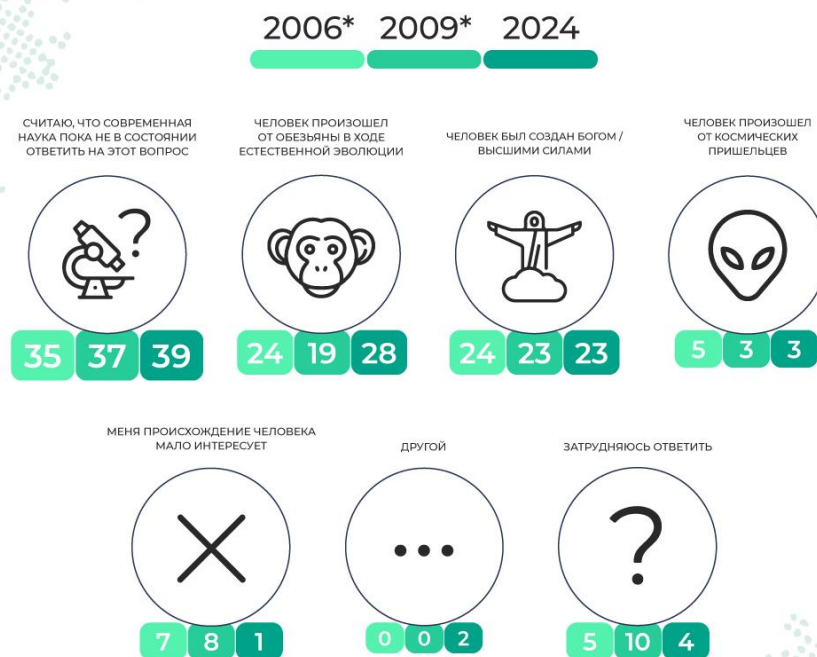 2006* 2009* 2024
СЧИТАЮ, ЧТО СОВРЕМЕННАЯ
НАУКА ПОКА НЕ В СОСТОЯНИИ
ОТВЕТИТЬ НА ЭТОТ ВОПРОС
35 37 39
ЧЕЛОВЕК ПРОИЗОШЕЛ
ОТ ОБЕЗЬЯНЫ В ХОДЕ
ЕСТЕСТВЕННОЙ ЭВОЛЮЦИИ
24 19 28
ЧЕЛОВЕК БЫЛ СОЗДАН БОГОМ /
ВЫСШИМИ СИЛАМИ
24 23 23
ЧЕЛОВЕК ПРОИЗОШЕЛ
ОТ КОСМИЧЕСКИХ
ПРИШЕЛЬЦЕВ
5 3 3
МЕНЯ ПРОИСХОЖДЕНИЕ ЧЕЛОВЕКА
МАЛО ИНТЕРЕСУЕТ
7 8 1
ДРУГОЙ
0 0 2
ЗАТРУДНЯЮСЬ ОТВЕТИТЬ
5 10 4